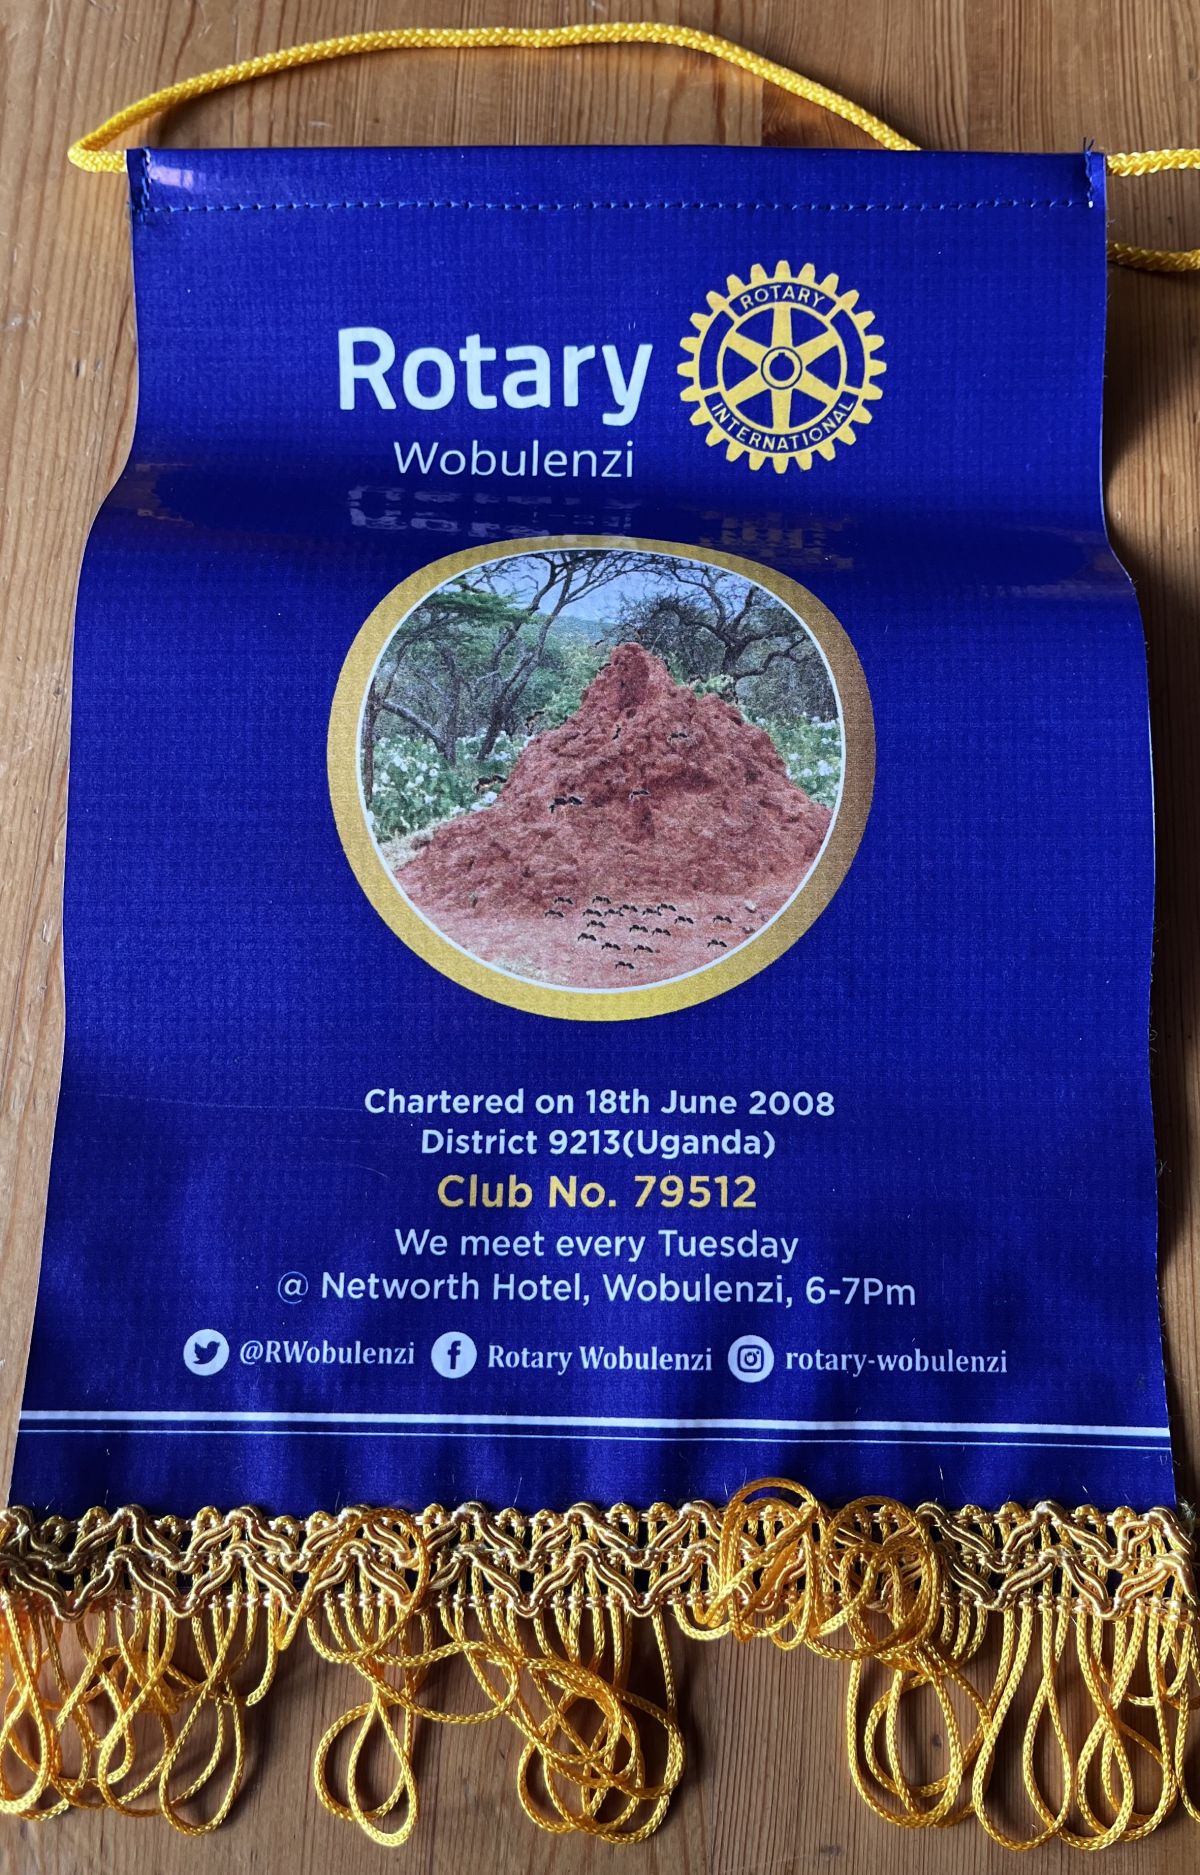 Rotary
Wobulenzi
ROTARY
INTERNATIONAL
Chartered on 18th June 2008
District 9213(Uganda)
Club No. 79512
We meet every Tuesday
@ Networth Hotel, Wobulenzi, 6-7Pm
@RWobulenzi Rotary Wobulenzi rotary-wobulenzi